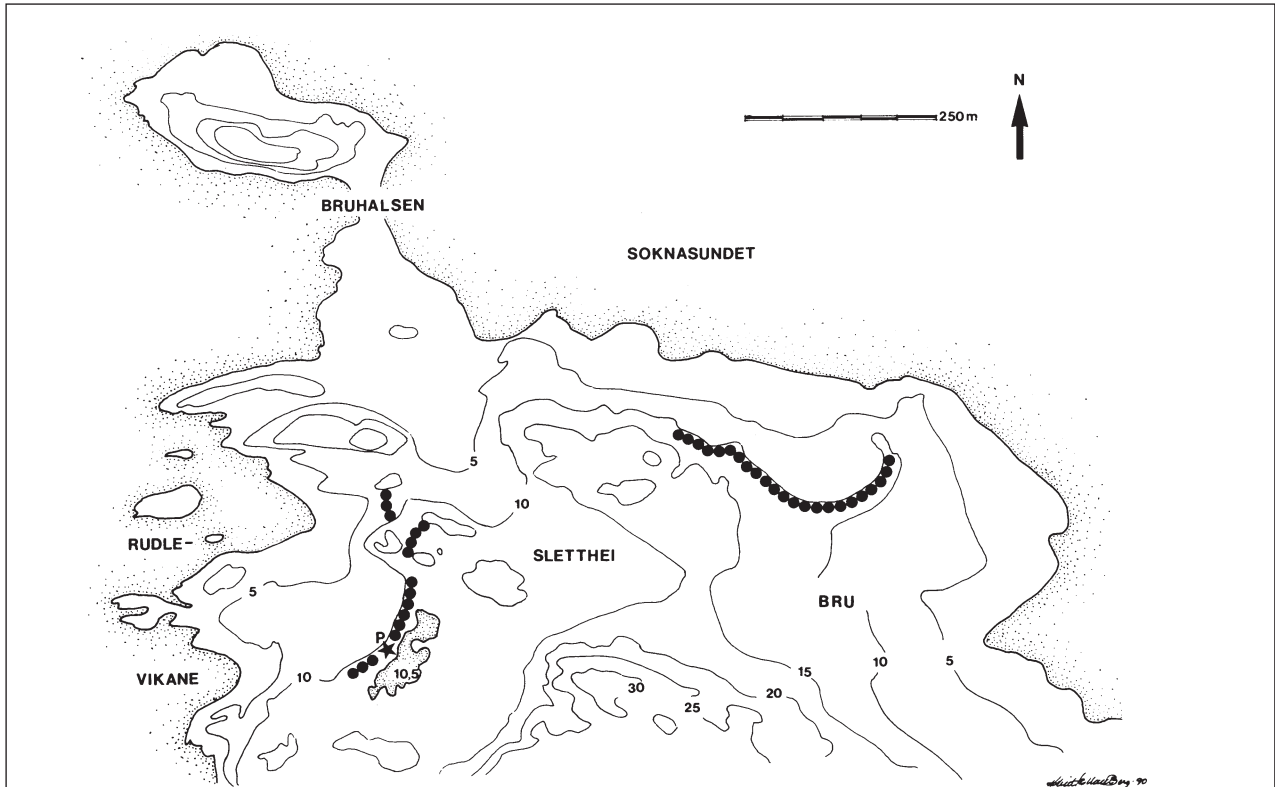 N
250 m
BRUHALSEN
SOKNASUNDET
5
10
RUDLE-
SLETTHEI
5
BRU
P
VIKANE
10
10,5
15
10
5
30
20
25